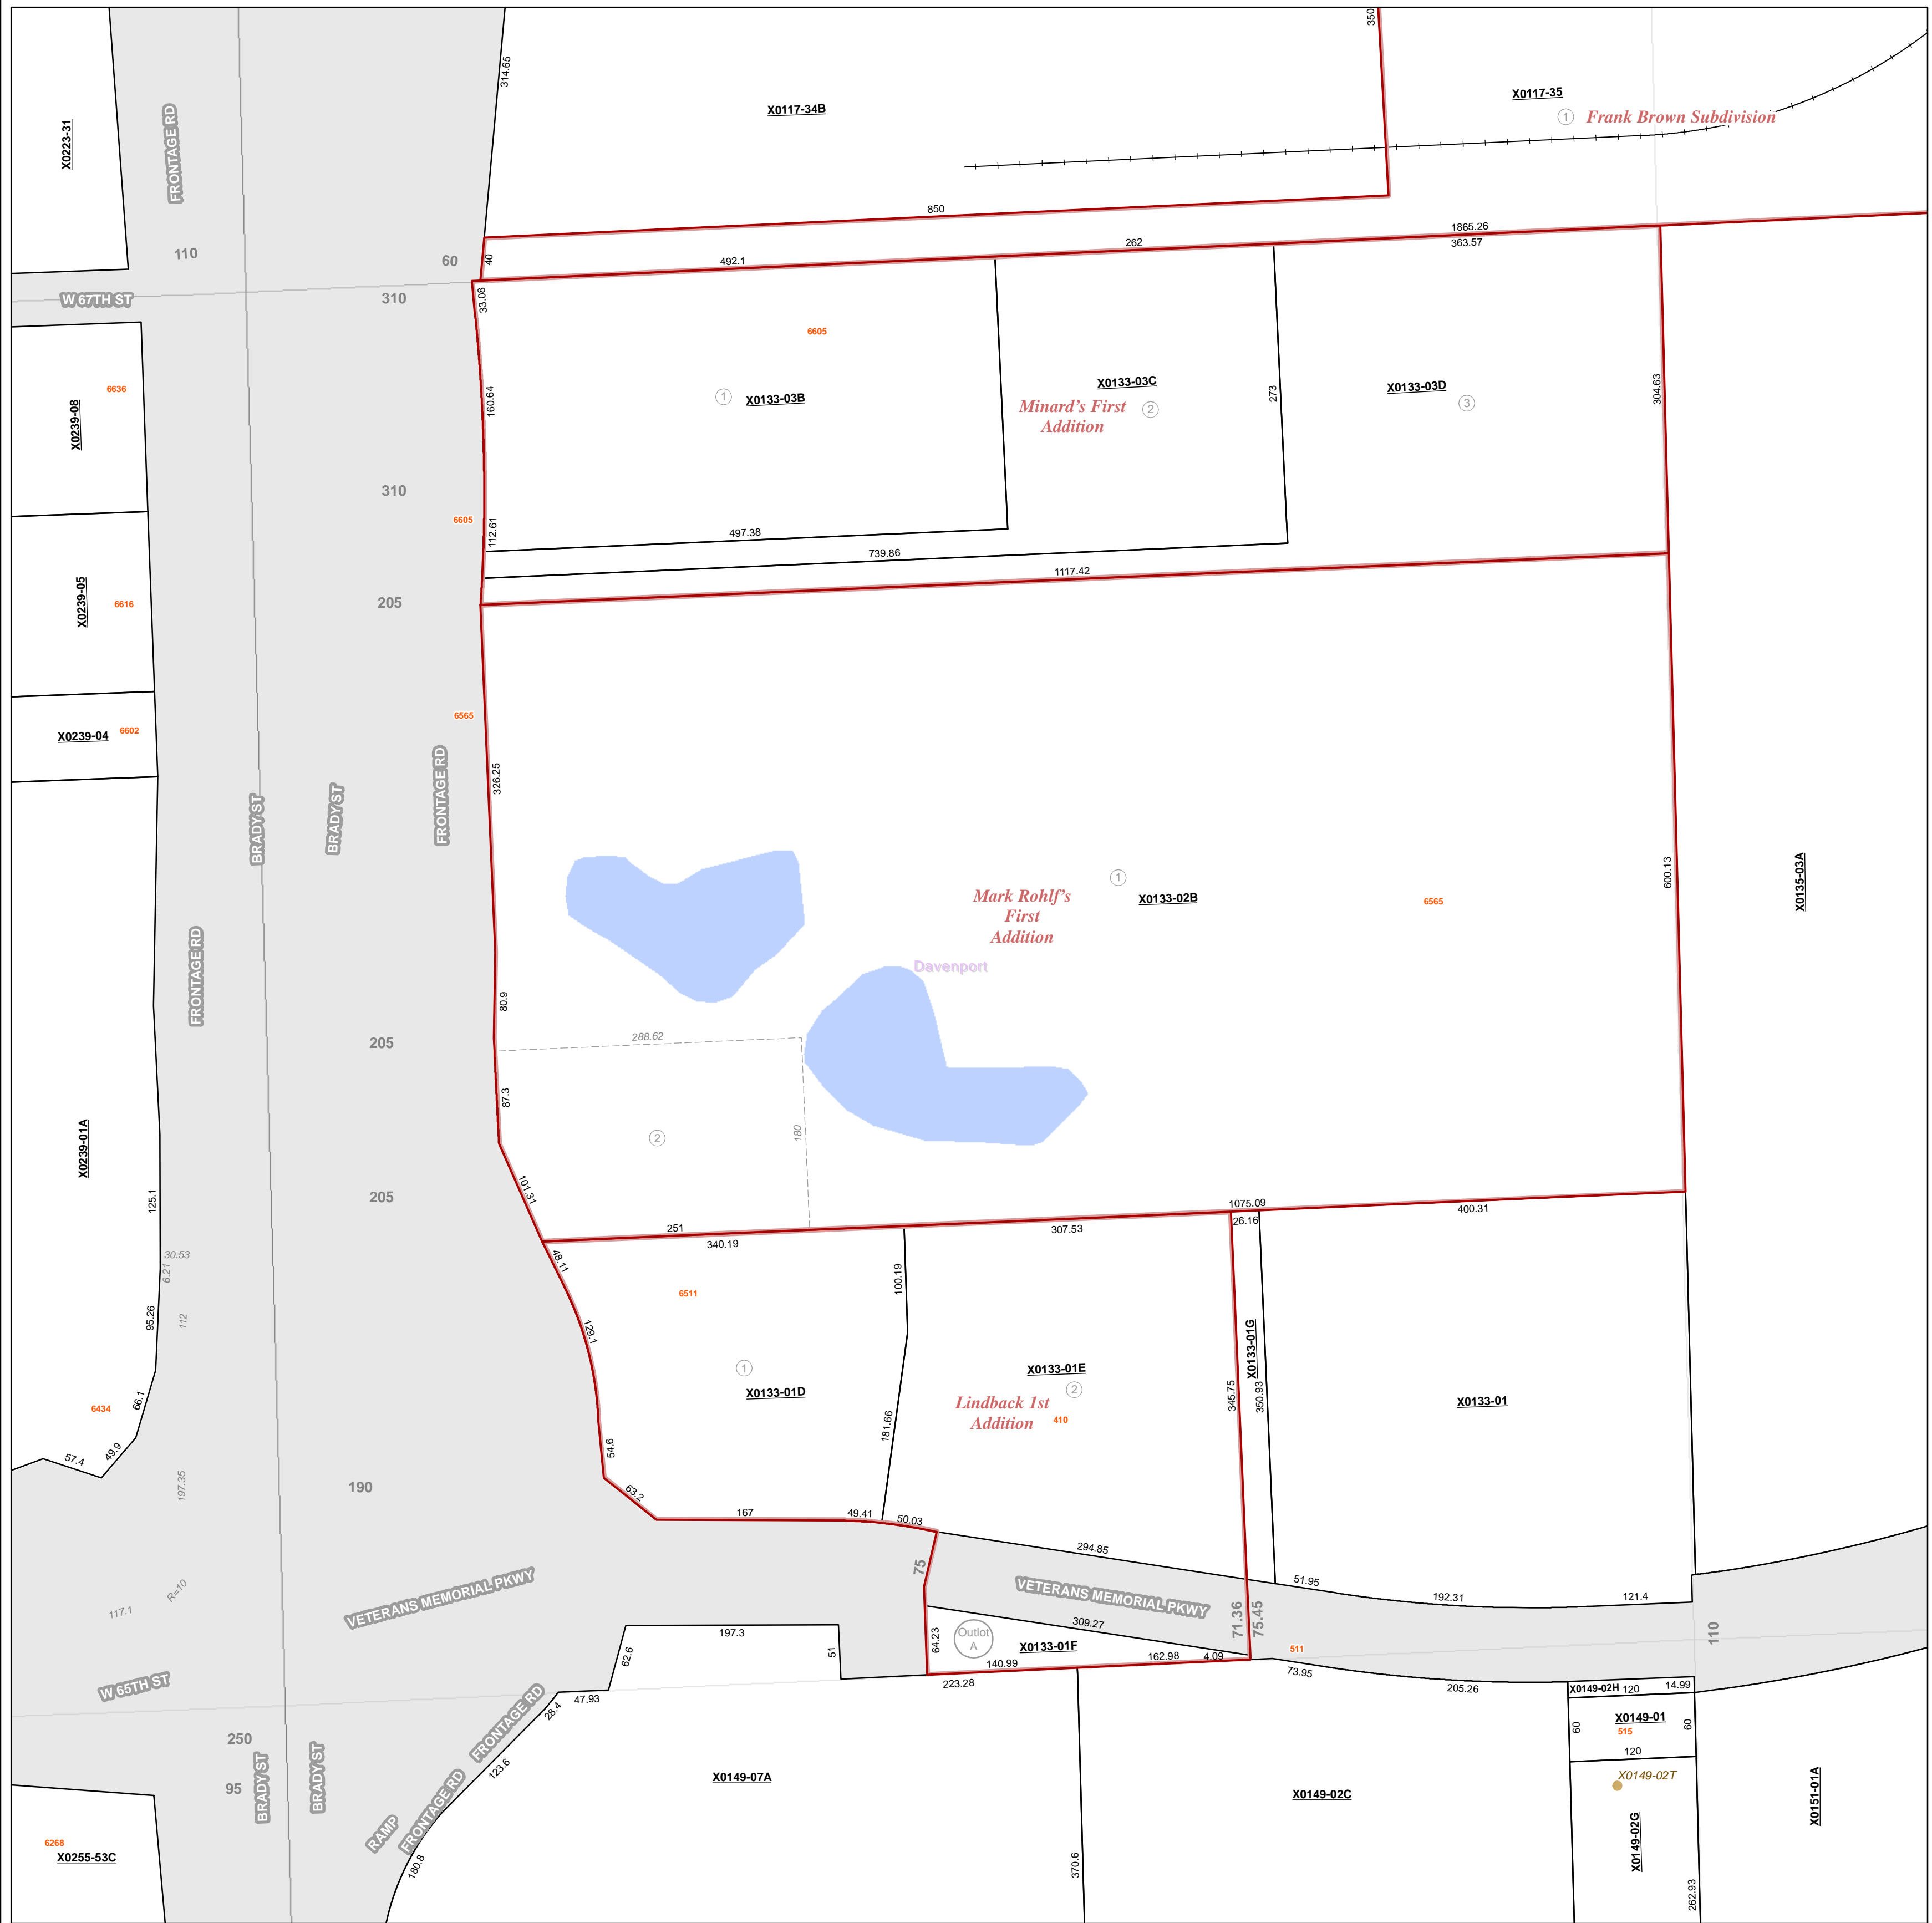 350
314.65
X0117-34B
X0117-35
1
Frank Brown Subdivision
X0223-31
FRONTAGE RD
850
1865.26
262
363.57
110
60
40
492.1
W 67TH ST
310
33.08
6605
6636
X0239-08
160.64
1
X0133-03B
X0133-03C
Minard's First
Addition
2
273
X0133-03D
3
304.63
310
6605
112.61
497.38
739.86
1117.42
X0239-05
6616
205
6565
X0239-04
6602
326.25
BRADY ST
BRADY ST
FRONTAGE RD
600.13
X0135-03A
1
X0133-02B
6565
Mark Rohlf's
First
Addition
Davenport
FRONTAGE RD
80.9
205
288.62
87.3
2
180
X0239-01A
125.1
205
101.31
251
340.19
1075.09
307.53
26.16
400.31
30.53
6.21
48.11
100.19
6511
95.26
112
129.1
1
X0133-01D
X0133-01E
2
Lindback 1st
Addition
410
X0133-01G
345.75
350.93
X0133-01
6434
66.1
49.9
57.4
181.66
54.6
197.35
190
63.2
167
49.41
50.03
294.85
75
51.95
192.31
121.4
VETERANS MEMORIAL PKWY
VETERANS MEMORIAL PKWY
R=10
117.1
309.27
71.36
75.45
110
197.3
51
62.6
64.23
Outlot
A
X0133-01F
140.99
162.98
4.09
511
223.28
73.95
205.26
W 65TH ST
47.93
28.4
FRONTAGE RD
X0149-02H
120
14.99
X0149-01
515
60
60
120
250
95
BRADY ST
BRADY ST
123.6
X0149-07A
X0149-02C
X0149-02T
X0149-02G
X0151-01A
RAMP
FRONTAGE RD
180.8
370.6
262.93
6268
X0255-53C